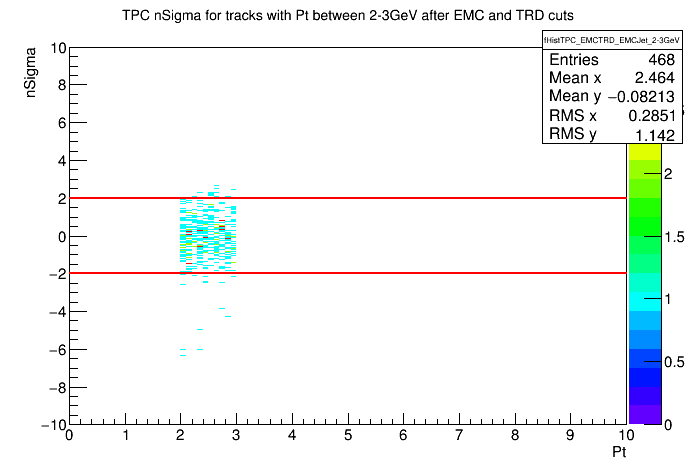 TPC nSigma for tracks with Pt between 2-3GeV after EMC and TRD cuts
fHistTPC_EMCTRD_EMCJet_2-3GeV
Entries 468
Mean x 2.464
Mean y −0.08213
RMS x 0.2851
RMS y 1.142
nSigma
10
8
6
4
2
0
−2
−4
−6
−8
−10
0 1 2 3 4 5 6 7 8 9 10
Pt
2
1.5
1
0.5
0